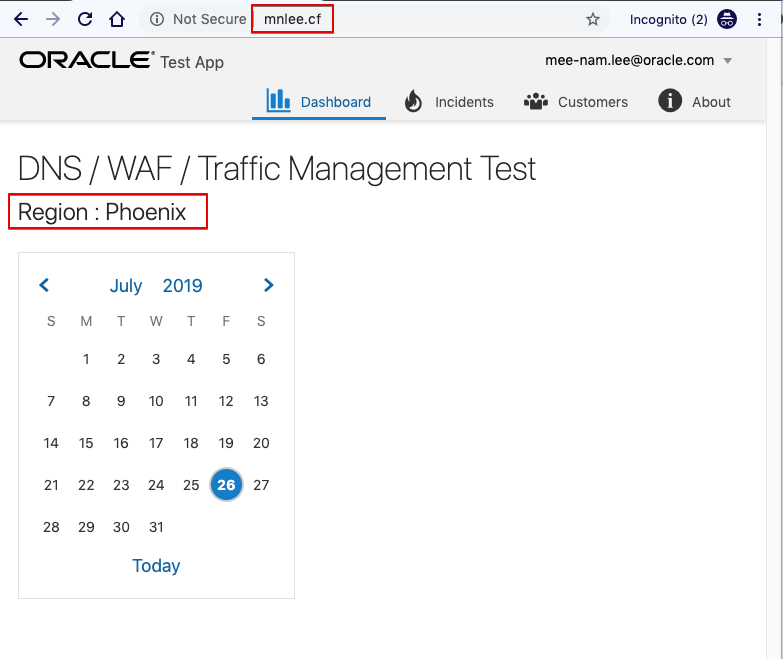 Not Secure mnlee.cf Incognito (2)
ORACLE® Test App mee-nam.lee@oracle.com
Dashboard Incidents Customers About
DNS / WAF / Traffic Management Test
Region : Phoenix
July 2019
S M T W T F S
1 2 3 4 5 6
7 8 9 10 11 12 13
14 15 16 17 18 19 20
21 22 23 24 25 26 27
28 29 30 31
Today